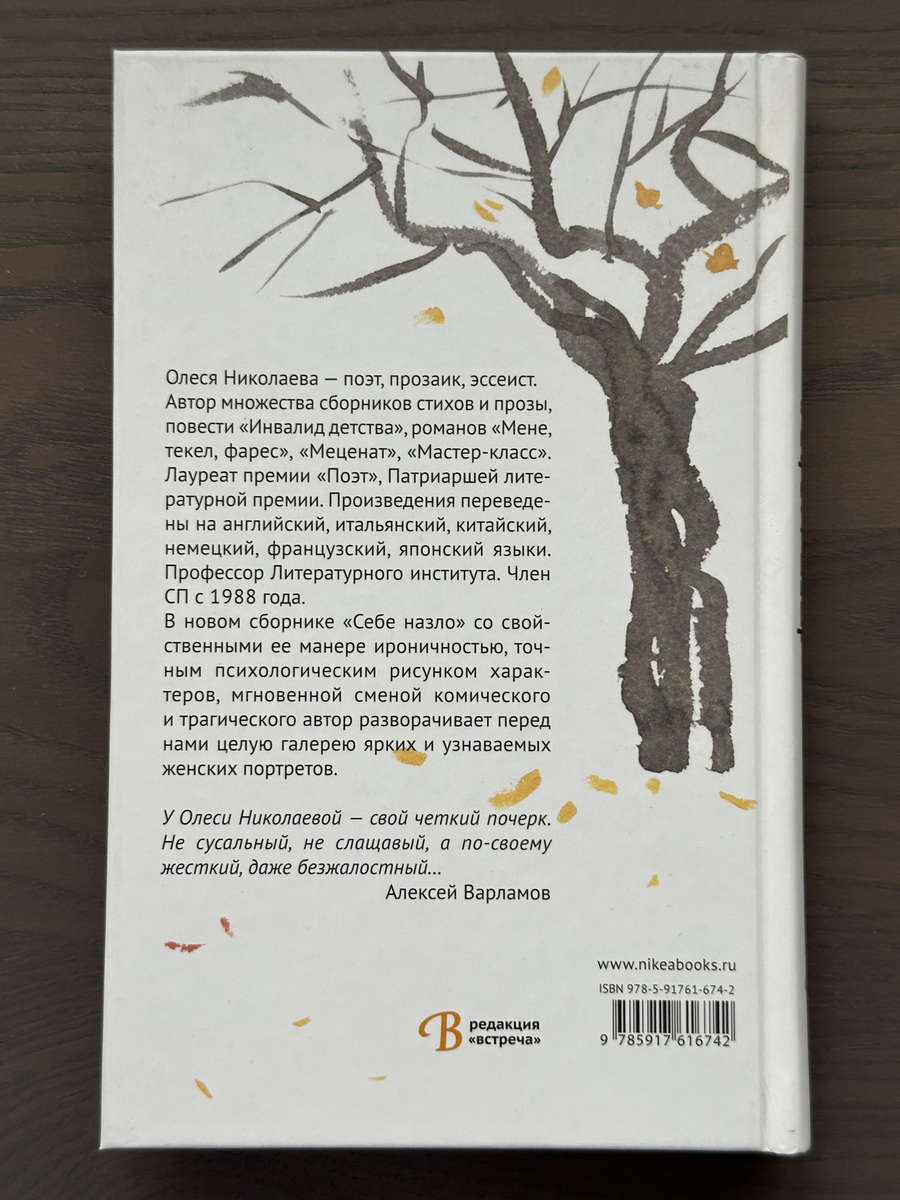 Олеся Николаева — поэт, прозаик, эссеист.
Автор множества сборников стихов и прозы,
повести «Инвалид детства», романов «Мене,
текел, фарес», «Меценат», «Мастер-класс».
Лауреат премии «Поэт», Патриаршей лите-
ратурной премии. Произведения переведе-
ны на английский, итальянский, китайский,
немецкий, французский, японский языки.
Профессор Литературного института. Член
СП с 1988 года.
В новом сборнике «Себе назло» со свой-
ственными ее манере ироничностью, точ-
ным психологическим рисунком харак-
теров, мгновенной сменой комического
и трагического автор разворачивает перед
нами целую галерею ярких и узнаваемых
женских портретов.
У Олеси Николаевой — свой четкий почерк.
Не сусальный, не слащавый, а по-своему
жесткий, даже безжалостный...
Алексей Варламов
www.nikeabooks.ru
ISBN 978-5-91761-674-2
9 785917 616742
В редакция
«встреча»